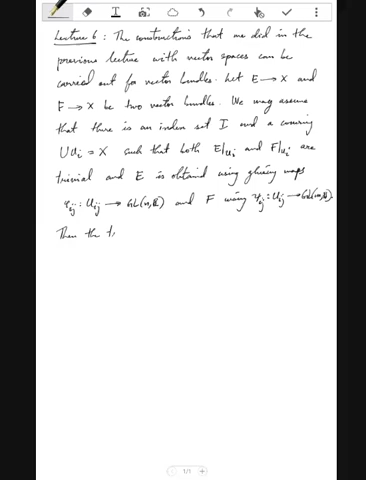 Lecture 6 : The constructions that we did in the
previous lecture with vector spaces can be
carried out for vector bundles. Let E → X and
F → X be two vector bundles. We may assume
that there is an index set I and a covering
∪Ui = X such that both E|Ui and F|Ui are
trivial and E is obtained using glueing maps
φij : Uij → GL(n,ℂ) and F using ψij : Uij → GL(m,ℂ).
Then the t
1/1